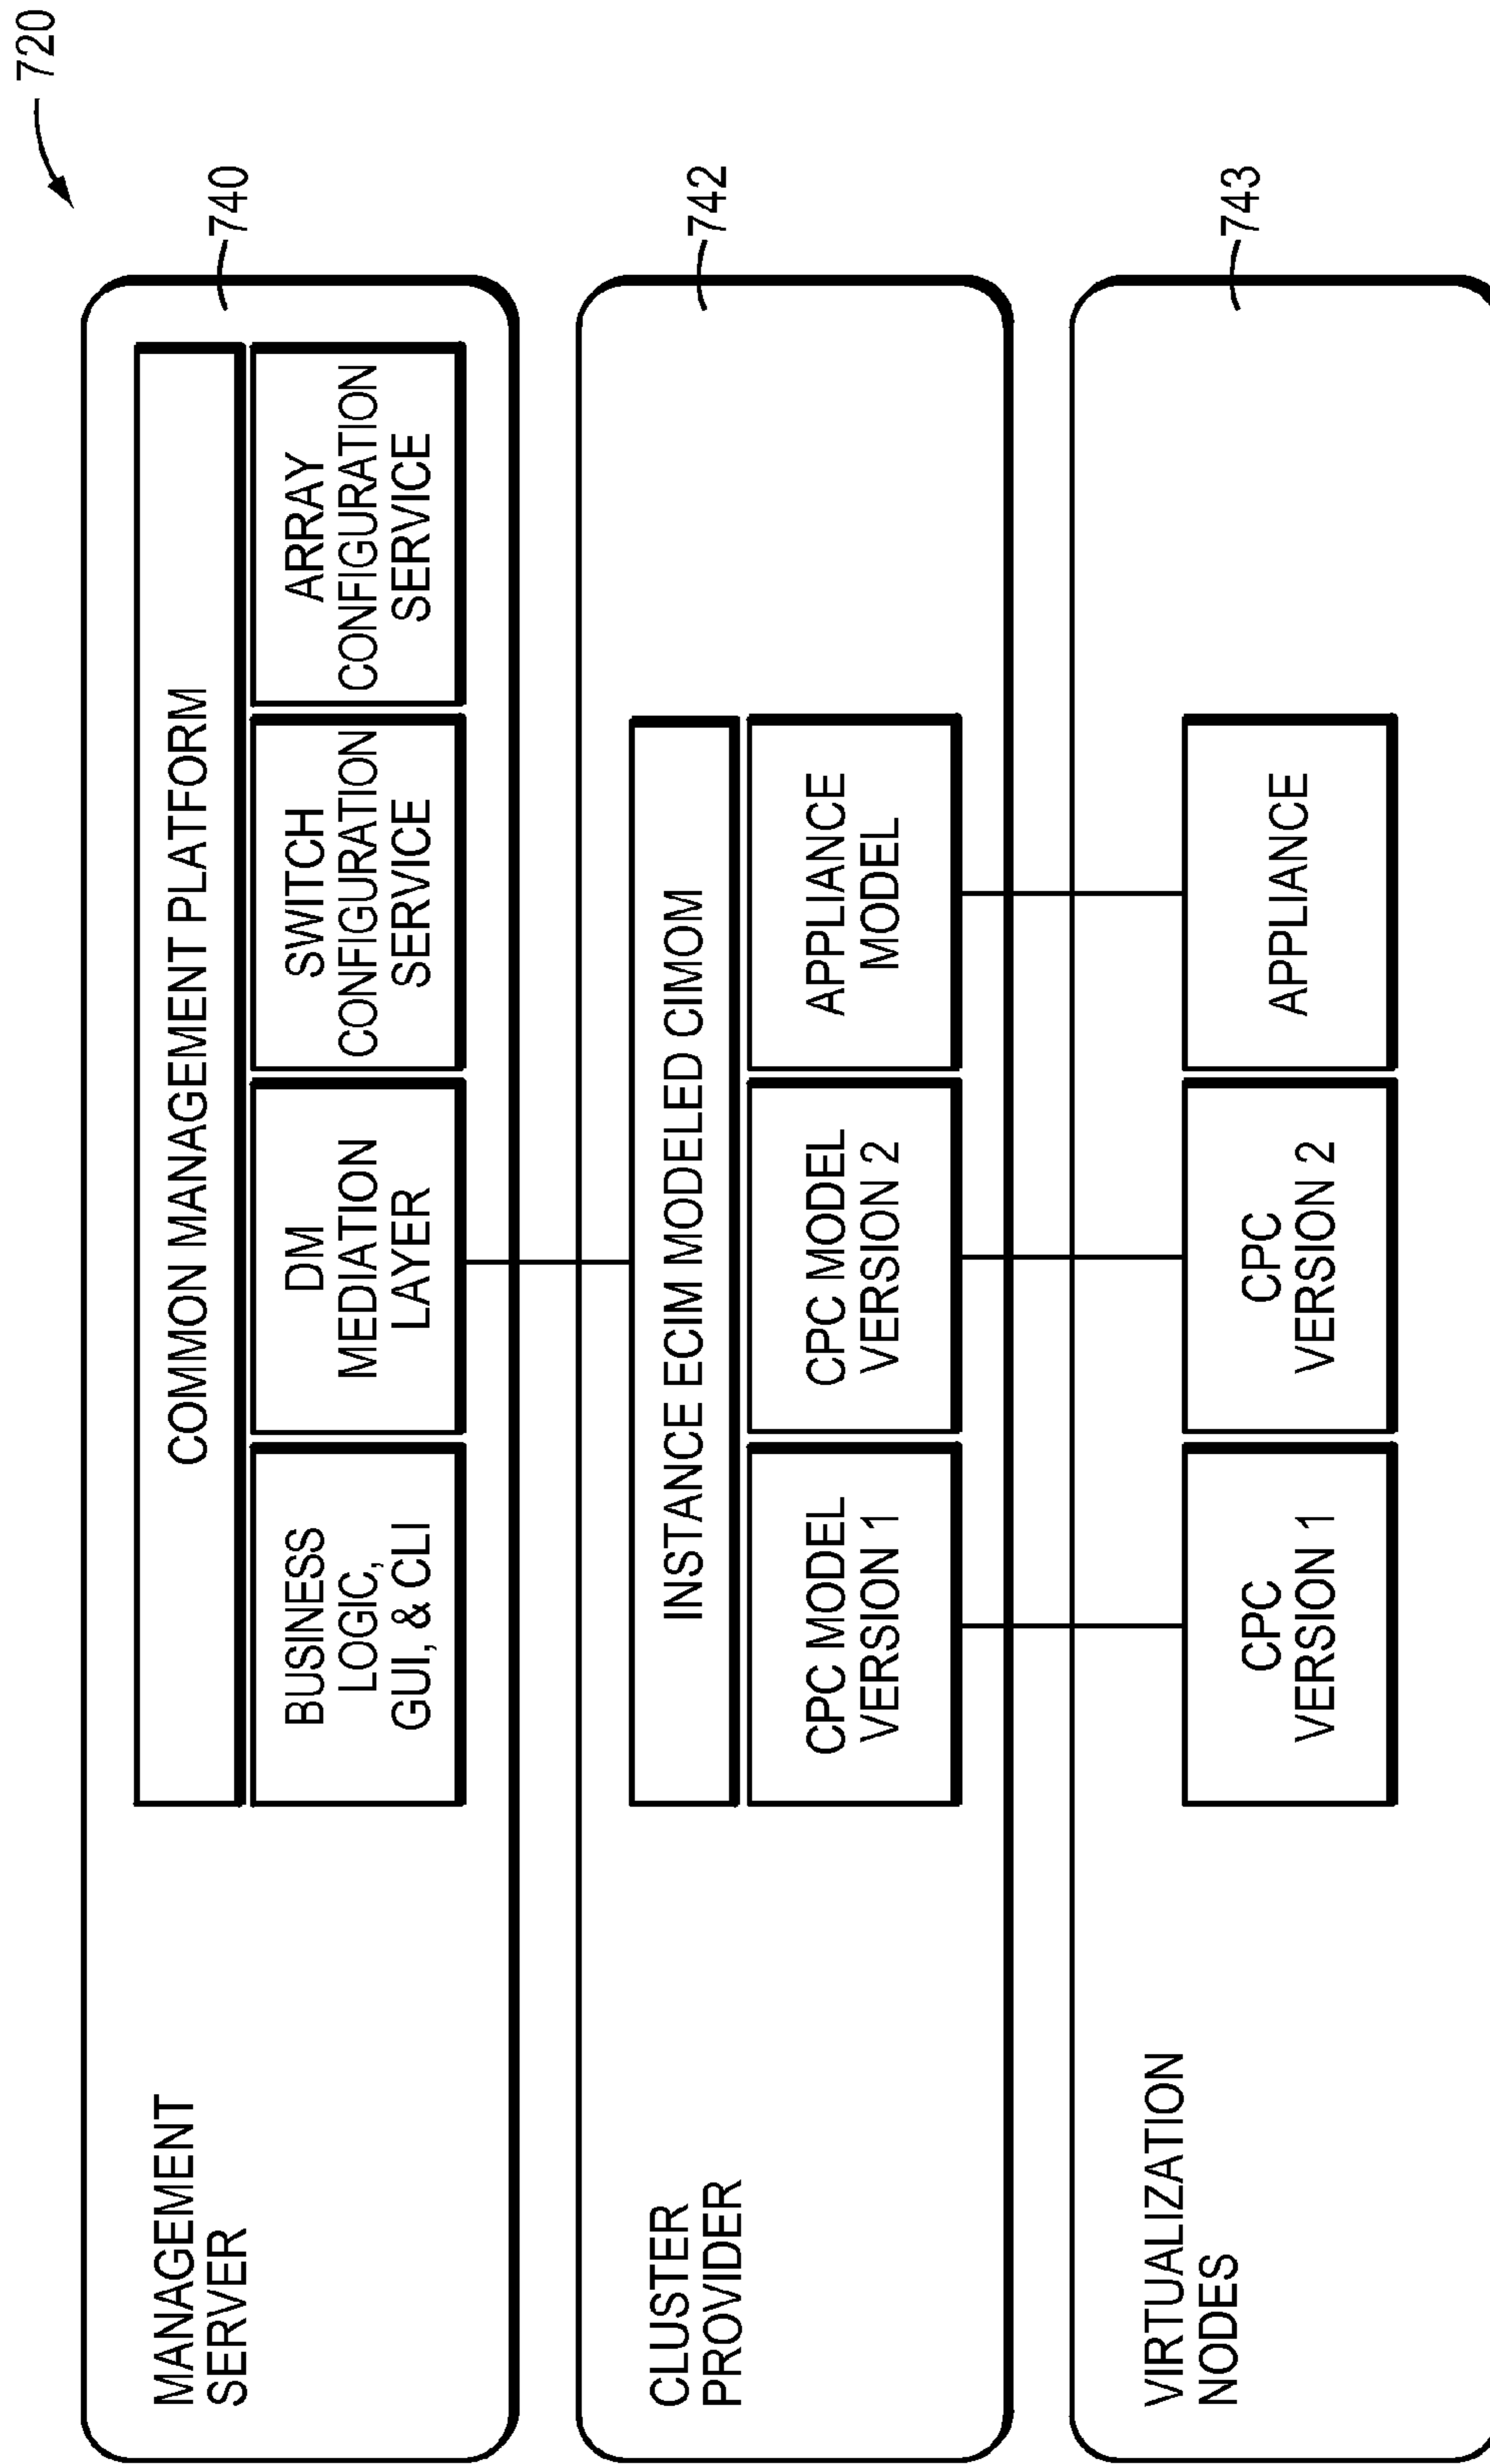 720
MANAGEMENT
SERVER
740
COMMON MANAGEMENT PLATFORM
BUSINESS
LOGIC,
GUI, & CLI
DM
MEDIATION
LAYER
SWITCH
CONFIGURATION
SERVICE
ARRAY
CONFIGURATION
SERVICE
CLUSTER
PROVIDER
742
INSTANCE ECIM MODELED CIMOM
CPC MODEL
VERSION 1
CPC MODEL
VERSION 2
APPLIANCE
MODEL
VIRTUALIZATION
NODES
743
CPC
VERSION 1
CPC
VERSION 2
APPLIANCE